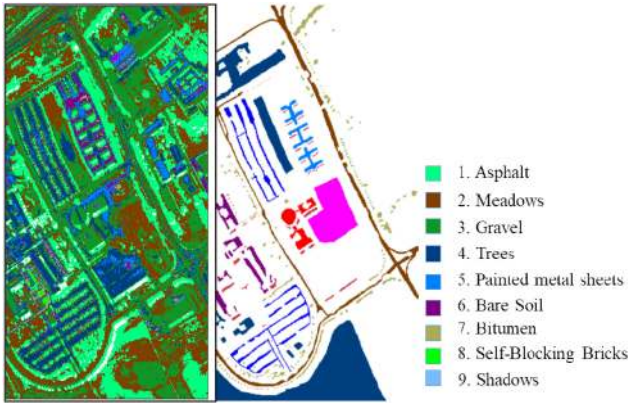 1. Asphalt
2. Meadows
3. Gravel
4. Trees
5. Painted metal sheets
6. Bare Soil
7. Bitumen
8. Self-Blocking Bricks
9. Shadows